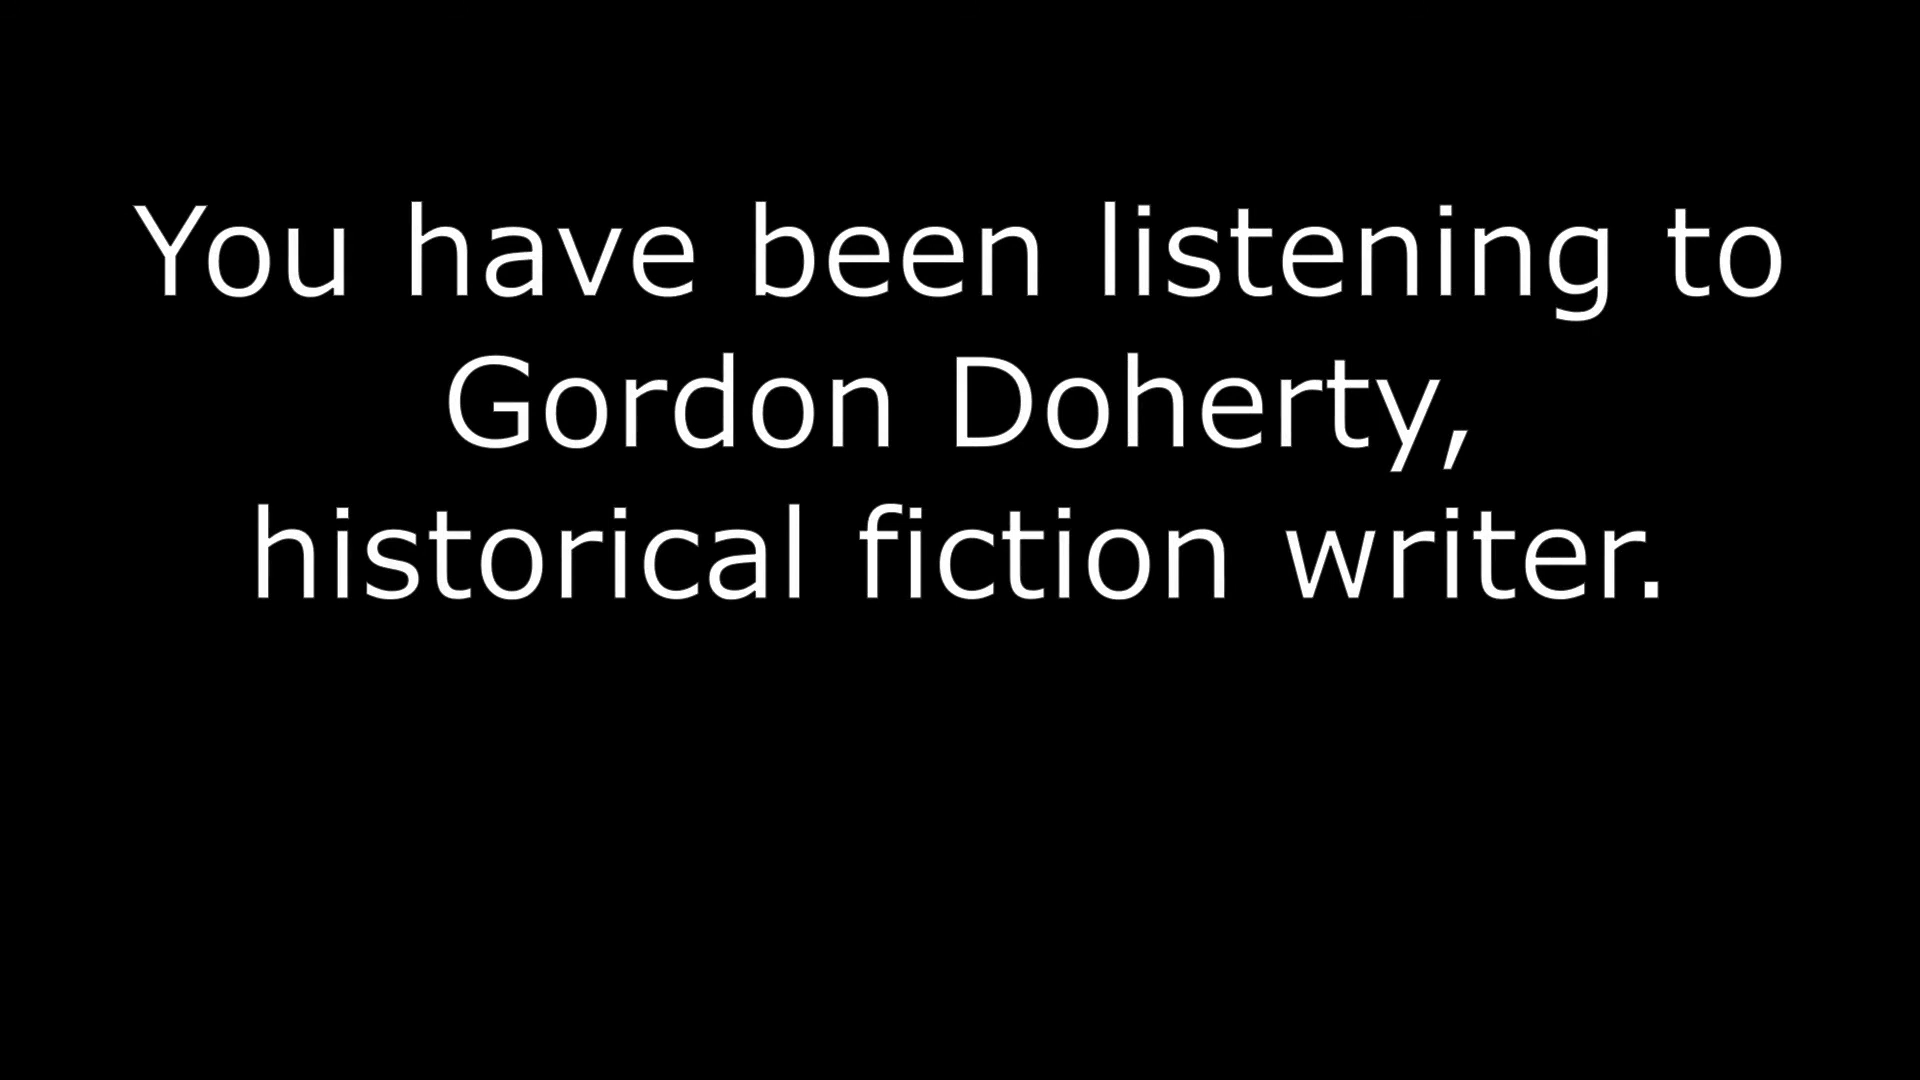 You have been listening to
Gordon Doherty,
historical fiction writer.